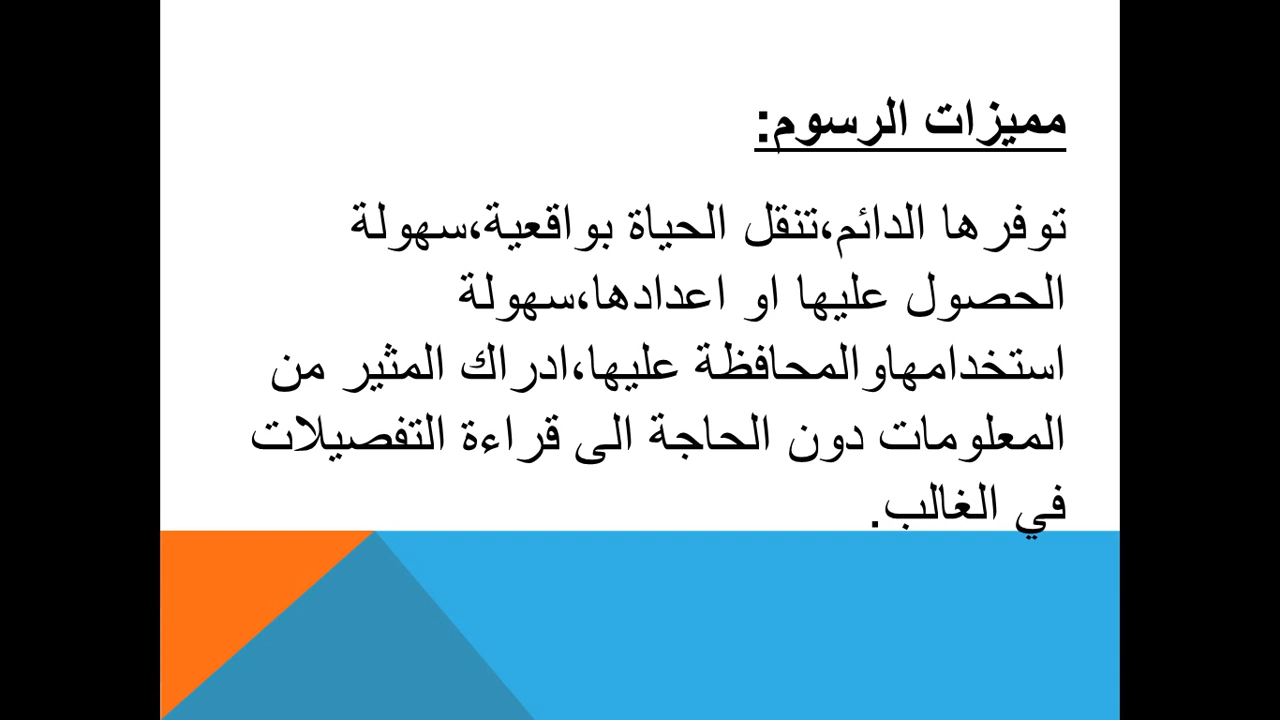 مميزات الرسوم:
توفرها الدائم،تنقل الحياة بواقعية،سهولة
الحصول عليها او اعدادها،سهولة
استخدامهاوالمحافظة عليها،ادراك المثير من
المعلومات دون الحاجة الى قراءة التفصيلات
في الغالب.